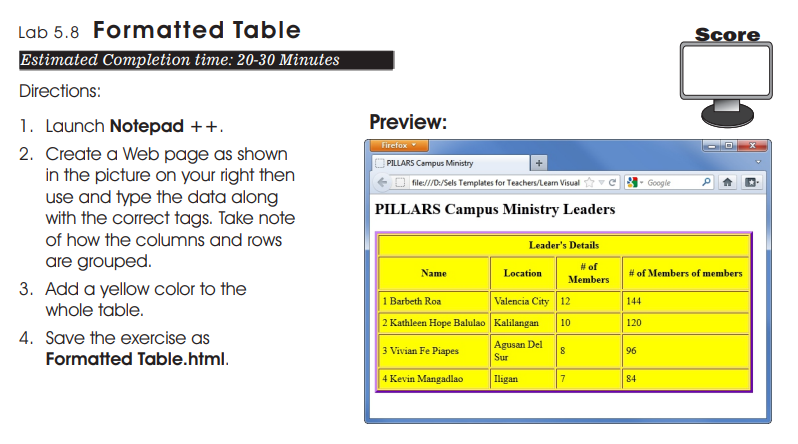 Lab 5.8 Formatted Table
Score
Estimated Completion time: 20-30 Minutes
Directions:
1. Launch Notepad ++.
2. Create a Web page as shown
in the picture on your right then
use and type the data along
with the correct tags. Take note
of how the columns and rows
are grouped.
3. Add a yellow color to the
whole table.
4. Save the exercise as
Formatted Table.html.
Preview:
Firefox
PILLARS Campus Ministry
file:///D:/Sels Templates for Teachers/Learn Visual
Google
PILLARS Campus Ministry Leaders
Leader's Details
Name Location # of Members # of Members of members
1 Barbeth Roa Valencia City 12 144
2 Kathleen Hope Balulao Kalilangan 10 120
3 Vivian Fe Piapes Agusan Del Sur 8 96
4 Kevin Mangadlao Iligan 7 84